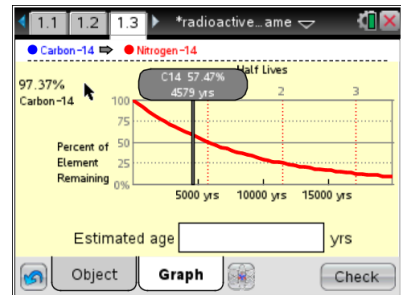 1.1 1.2 1.3 *radioactive…ame
Carbon-14 Nitrogen-14
97.37%
Carbon-14
C14 57.47%
4579 yrs
Half Lives
2 3
100
75
Percent of
Element
Remaining
50
25
0%
5000 yrs 10000 yrs 15000 yrs
Estimated age yrs
Object Graph Check